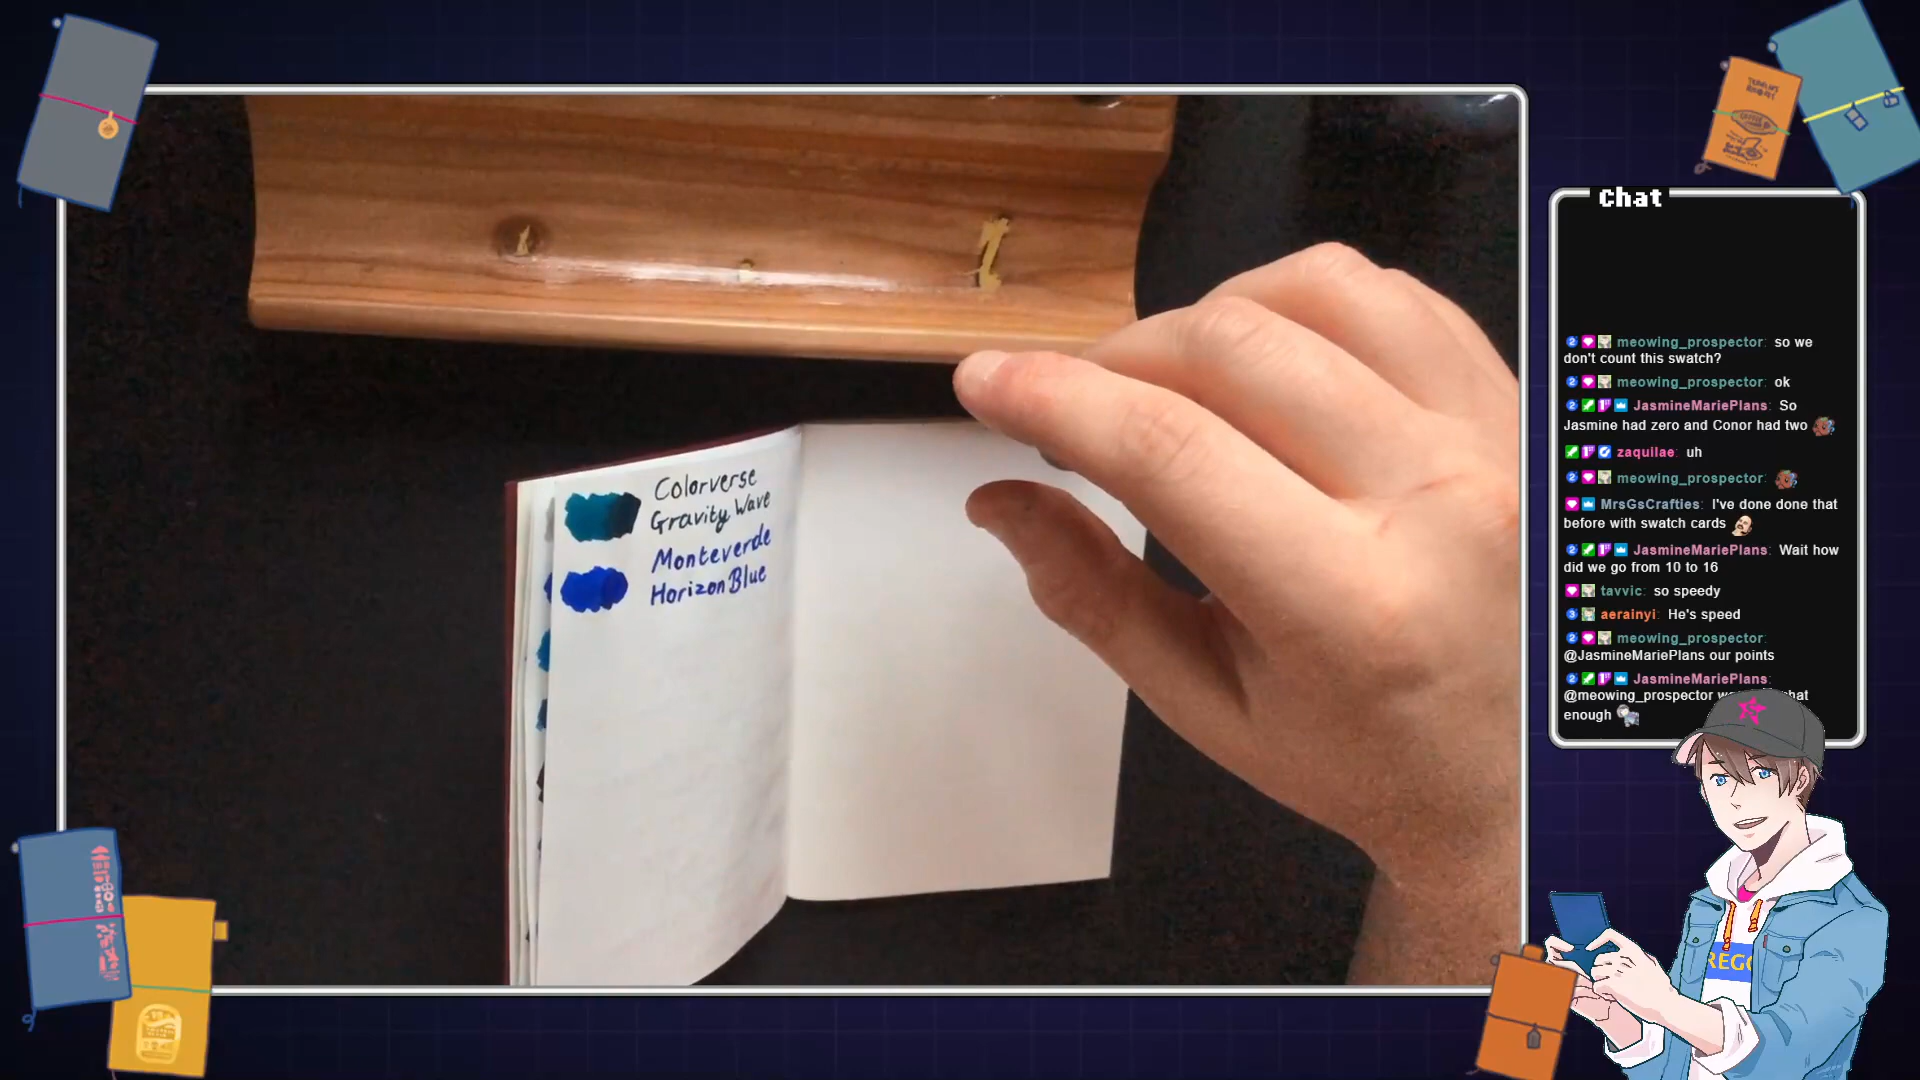 Colorverse
Gravity Wave
Monteverde
Horizon Blue
chat
meowing_prospector: so we
don't count this swatch?
meowing_prospector: ok
JasmineMariePlans: So
Jasmine had zero and Conor had two
zaquilae: uh
meowing_prospector:
MrsGsCrafties: I've done done that
before with swatch cards
JasmineMariePlans: Wait how
did we go from 10 to 16
tavvic: so speedy
aerainyi: He's speed
meowing_prospector:
@JasmineMariePlans our points
JasmineMariePlans:
@meowing_prospector
enough
REGO